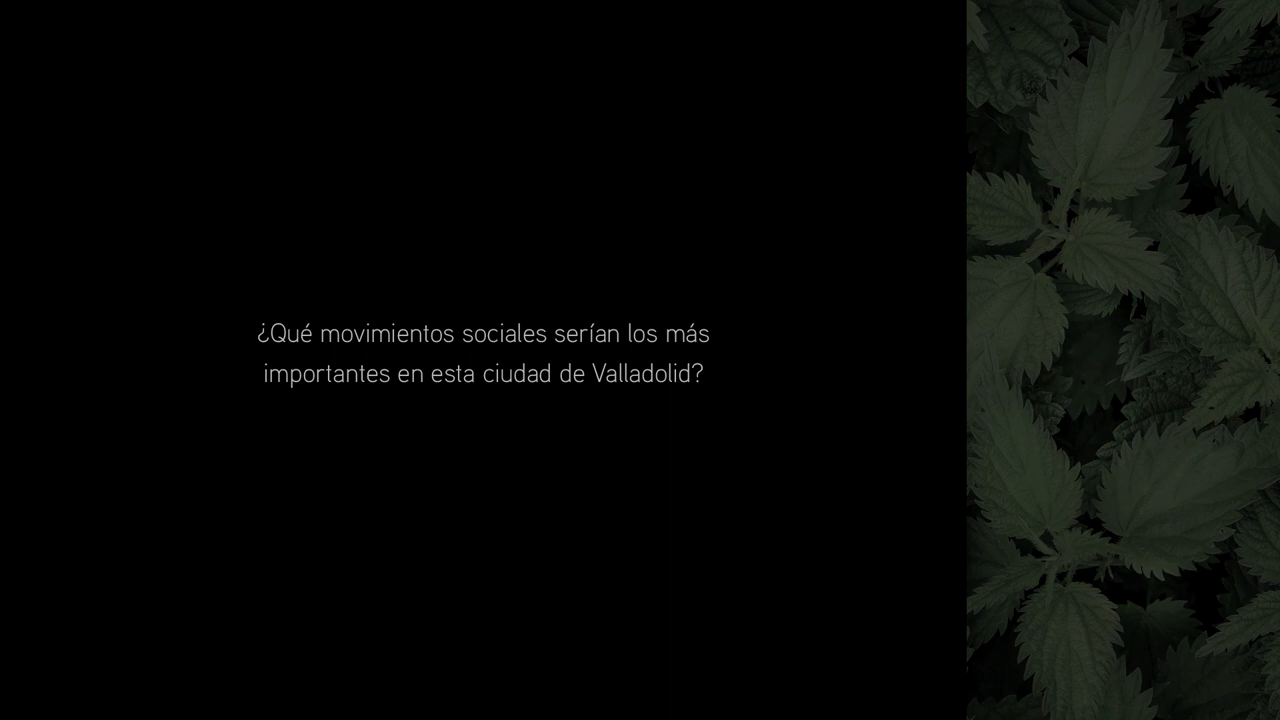 ¿Qué movimientos sociales serían los más
importantes en esta ciudad de Valladolid?